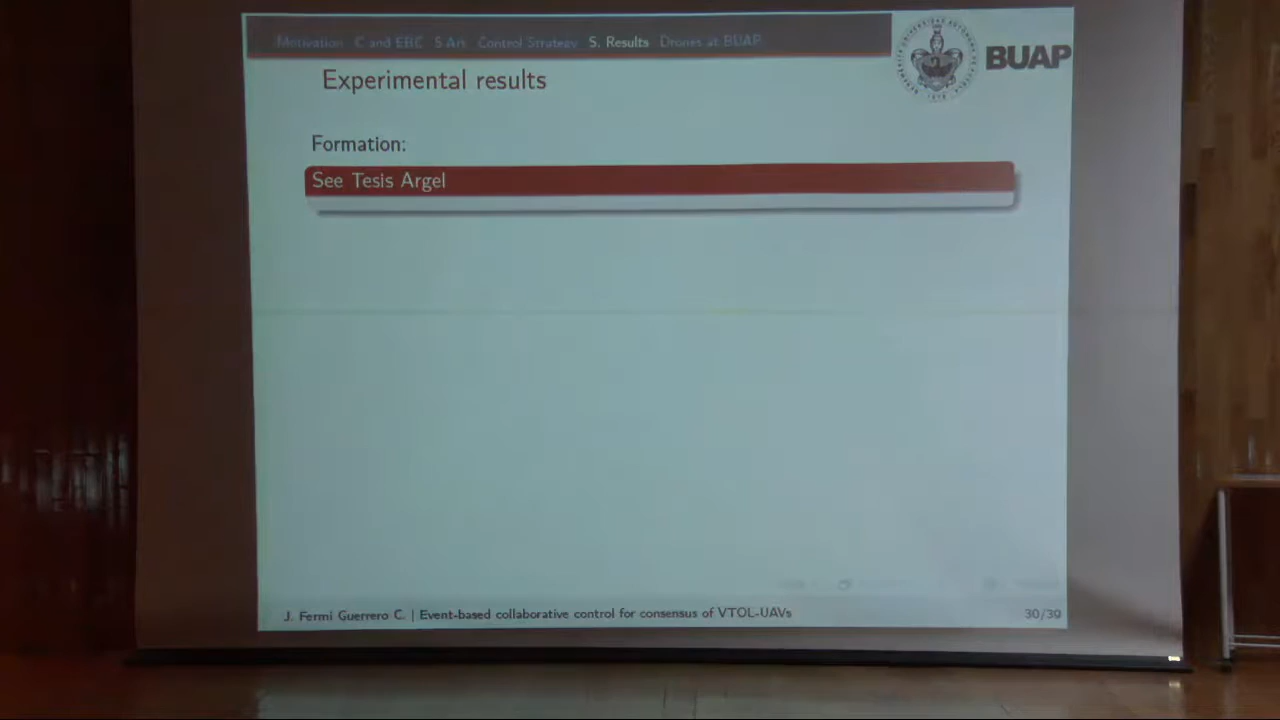 Motivation C and EBC S Art Control Strategy S. Results Drones at BUAP
BUAP
Experimental results
Formation:
See Tesis Argel
J. Fermi Guerrero C. | Event-based collaborative control for consensus of VTOL-UAVs
30/39